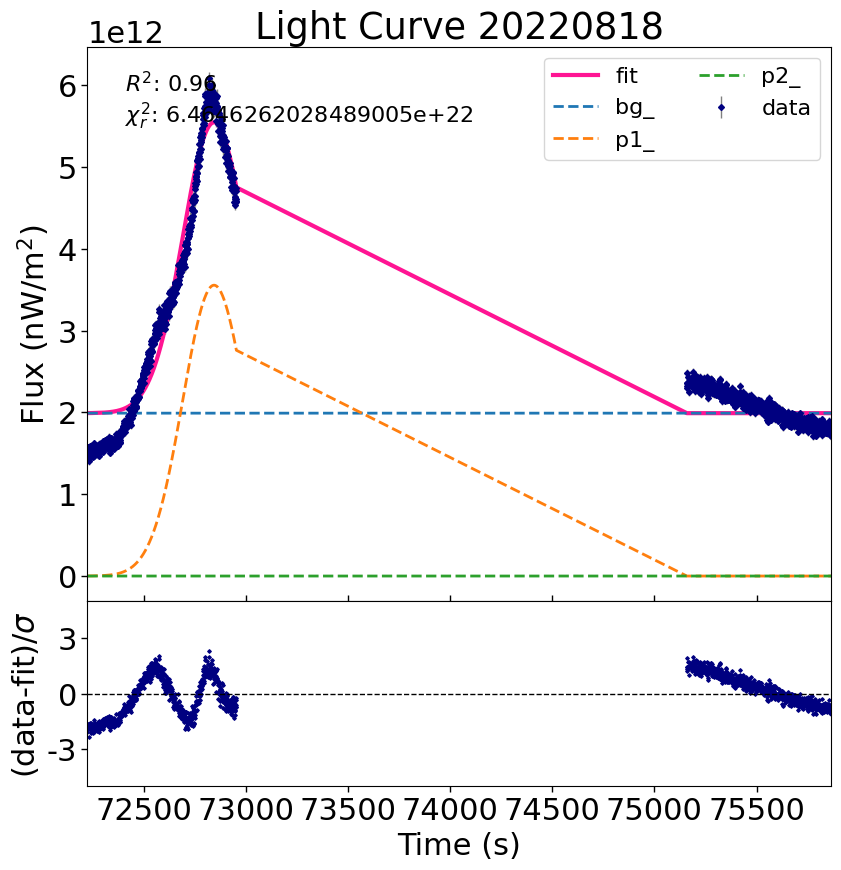 Light Curve 20220818
1e12
R²: 0.96
χ²ᵣ: 6.4646262028489005e+22
fit
bg_
p1_
p2_
data
Flux (nW/m²)
6
5
4
3
2
1
0
(data-fit)/σ
3
0
-3
72500 73000 73500 74000 74500 75000 75500
Time (s)